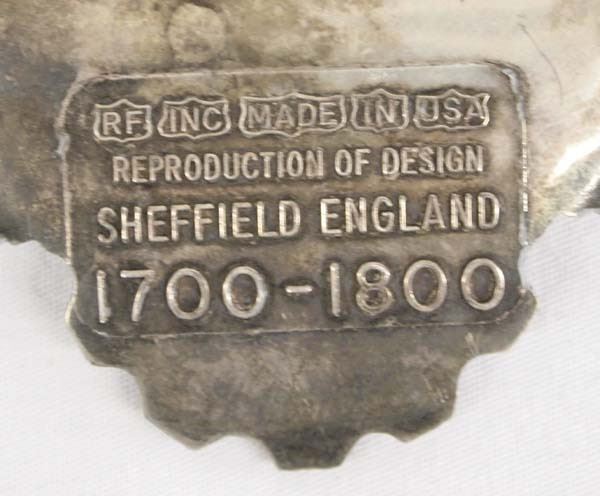 RF INC MADE IN USA
REPRODUCTION OF DESIGN
SHEFFIELD ENGLAND
1700-1800